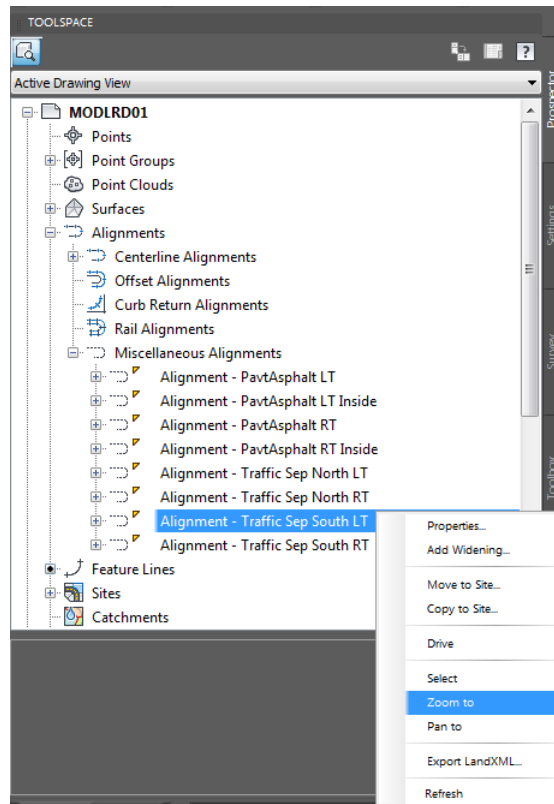 TOOLSPACE
?
Active Drawing View
MODLRD01
Points
Point Groups
Point Clouds
Surfaces
Alignments
Centerline Alignments
Offset Alignments
Curb Return Alignments
Rail Alignments
Miscellaneous Alignments
Alignment - PavtAsphalt LT
Alignment - PavtAsphalt LT Inside
Alignment - PavtAsphalt RT
Alignment - PavtAsphalt RT Inside
Alignment - Traffic Sep North LT
Alignment - Traffic Sep North RT
Alignment - Traffic Sep South LT
Alignment - Traffic Sep South RT
Feature Lines
Sites
Catchments
Properties...
Add Widening...
Move to Site...
Copy to Site...
Drive
Select
Zoom to
Pan to
Export LandXML...
Refresh
Prospector
Settings
Survey
Toolbox